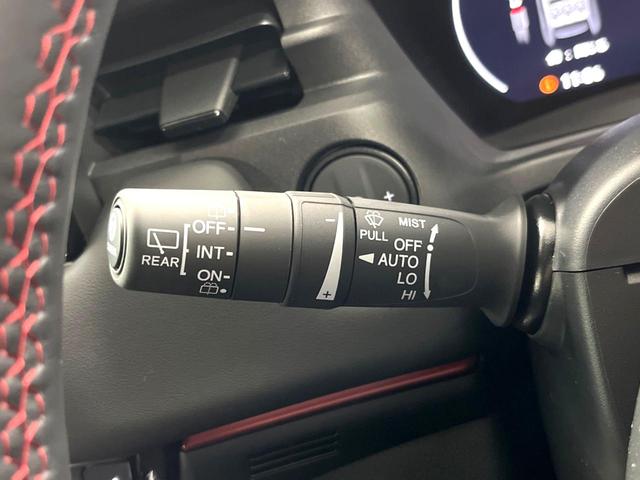 OFF
INT
ON
REAR
PULL
MIST
OFF
AUTO
LO
HI